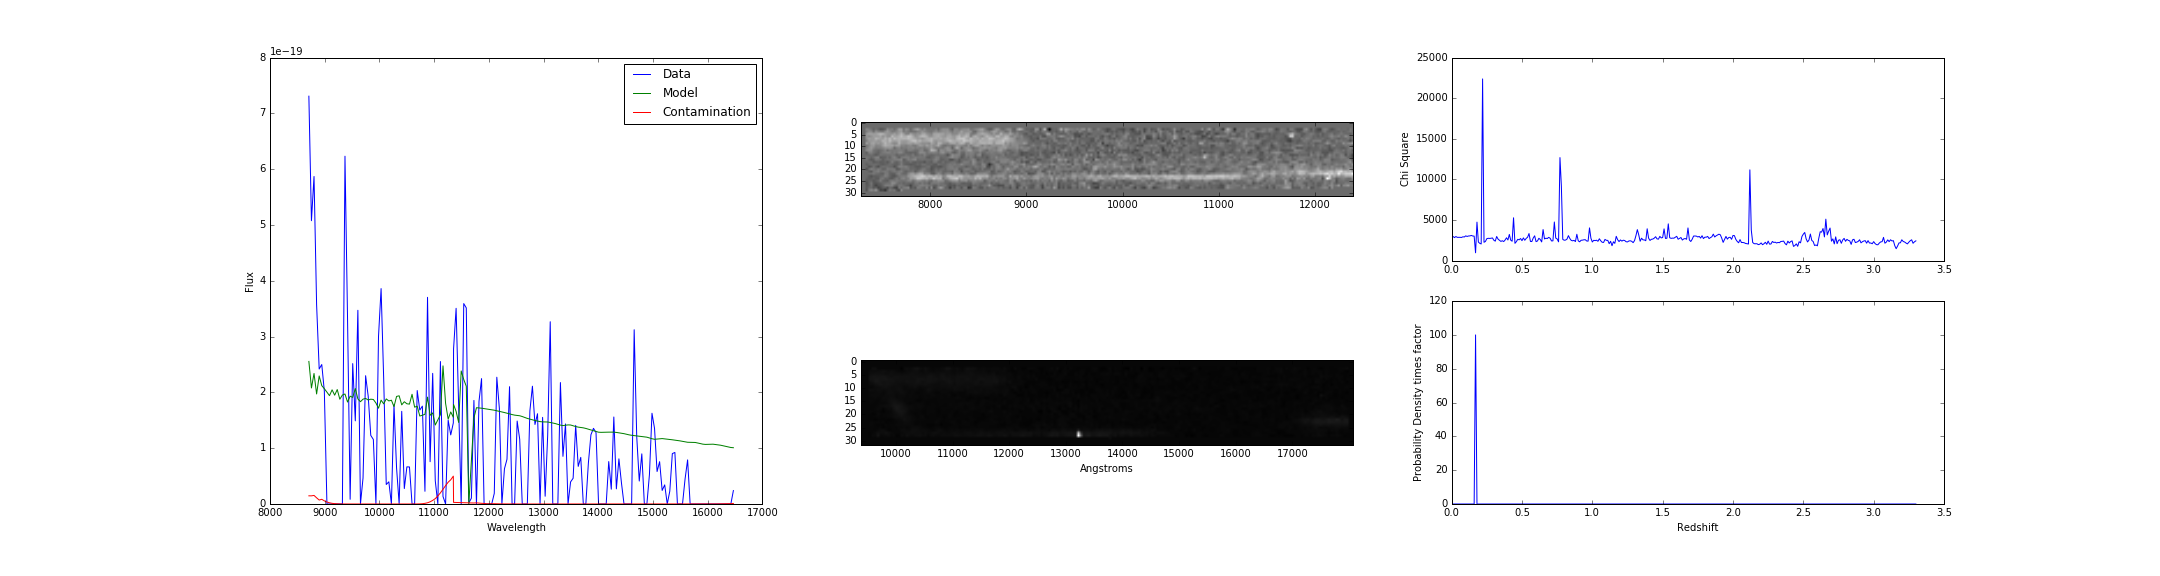 1e−19
8
7
6
5
4
3
2
1
0
Flux
8000 9000 10000 11000 12000 13000 14000 15000 16000 17000
Wavelength
Data
Model
Contamination
0
5
10
15
20
25
30
8000 9000 10000 11000 12000
0
5
10
15
20
25
30
10000 11000 12000 13000 14000 15000 16000 17000
Angstroms
25000
20000
15000
10000
5000
0
Chi Square
0.0 0.5 1.0 1.5 2.0 2.5 3.0 3.5
120
100
80
60
40
20
0
Probability Density times factor
0.0 0.5 1.0 1.5 2.0 2.5 3.0 3.5
Redshift